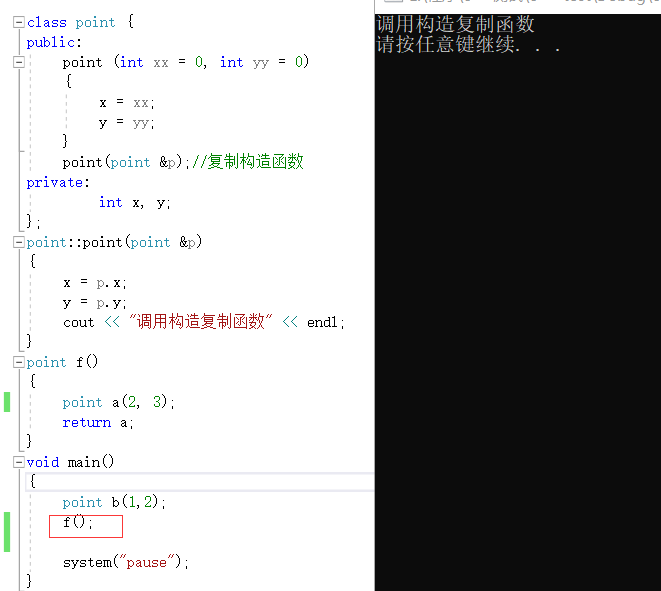 class point {
public:
point (int xx = 0, int yy = 0)
{
x = xx;
y = yy;
}
point(point &p);//复制构造函数
private:
int x, y;
};
point::point(point &p)
{
x = p.x;
y = p.y;
cout << "调用构造复制函数" << endl;
}
point f()
{
point a(2, 3);
return a;
}
void main()
{
point b(1,2);
f();
system("pause");
}
调用构造复制函数
请按任意键继续. . .